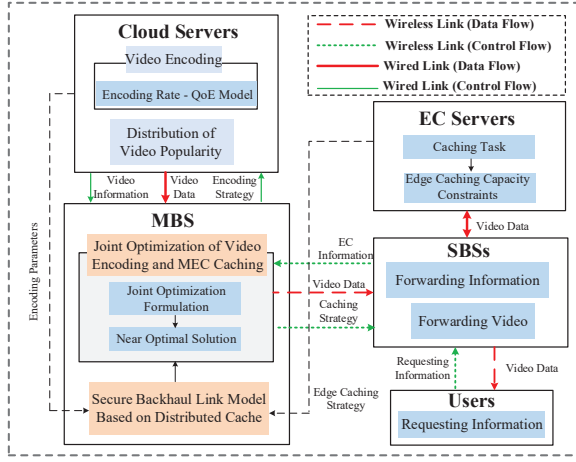 Cloud Servers
Video Encoding
Encoding Rate - QoE Model
Distribution of
Video Popularity
Wireless Link (Data Flow)
Wireless Link (Control Flow)
Wired Link (Data Flow)
Wired Link (Control Flow)
EC Servers
Caching Task
Edge Caching Capacity
Constraints
Video
Information
Video
Data
Encoding
Strategy
Video Data
Encoding Parameters
MBS
Joint Optimization of Video
Encoding and MEC Caching
Joint Optimization
Formulation
Near Optimal Solution
Secure Backhaul Link Model
Based on Distributed Cache
EC
Information
Video Data
Caching
Strategy
Edge Caching
Strategy
SBSs
Forwarding Information
Forwarding Video
Requesting
Information
Video Data
Users
Requesting Information